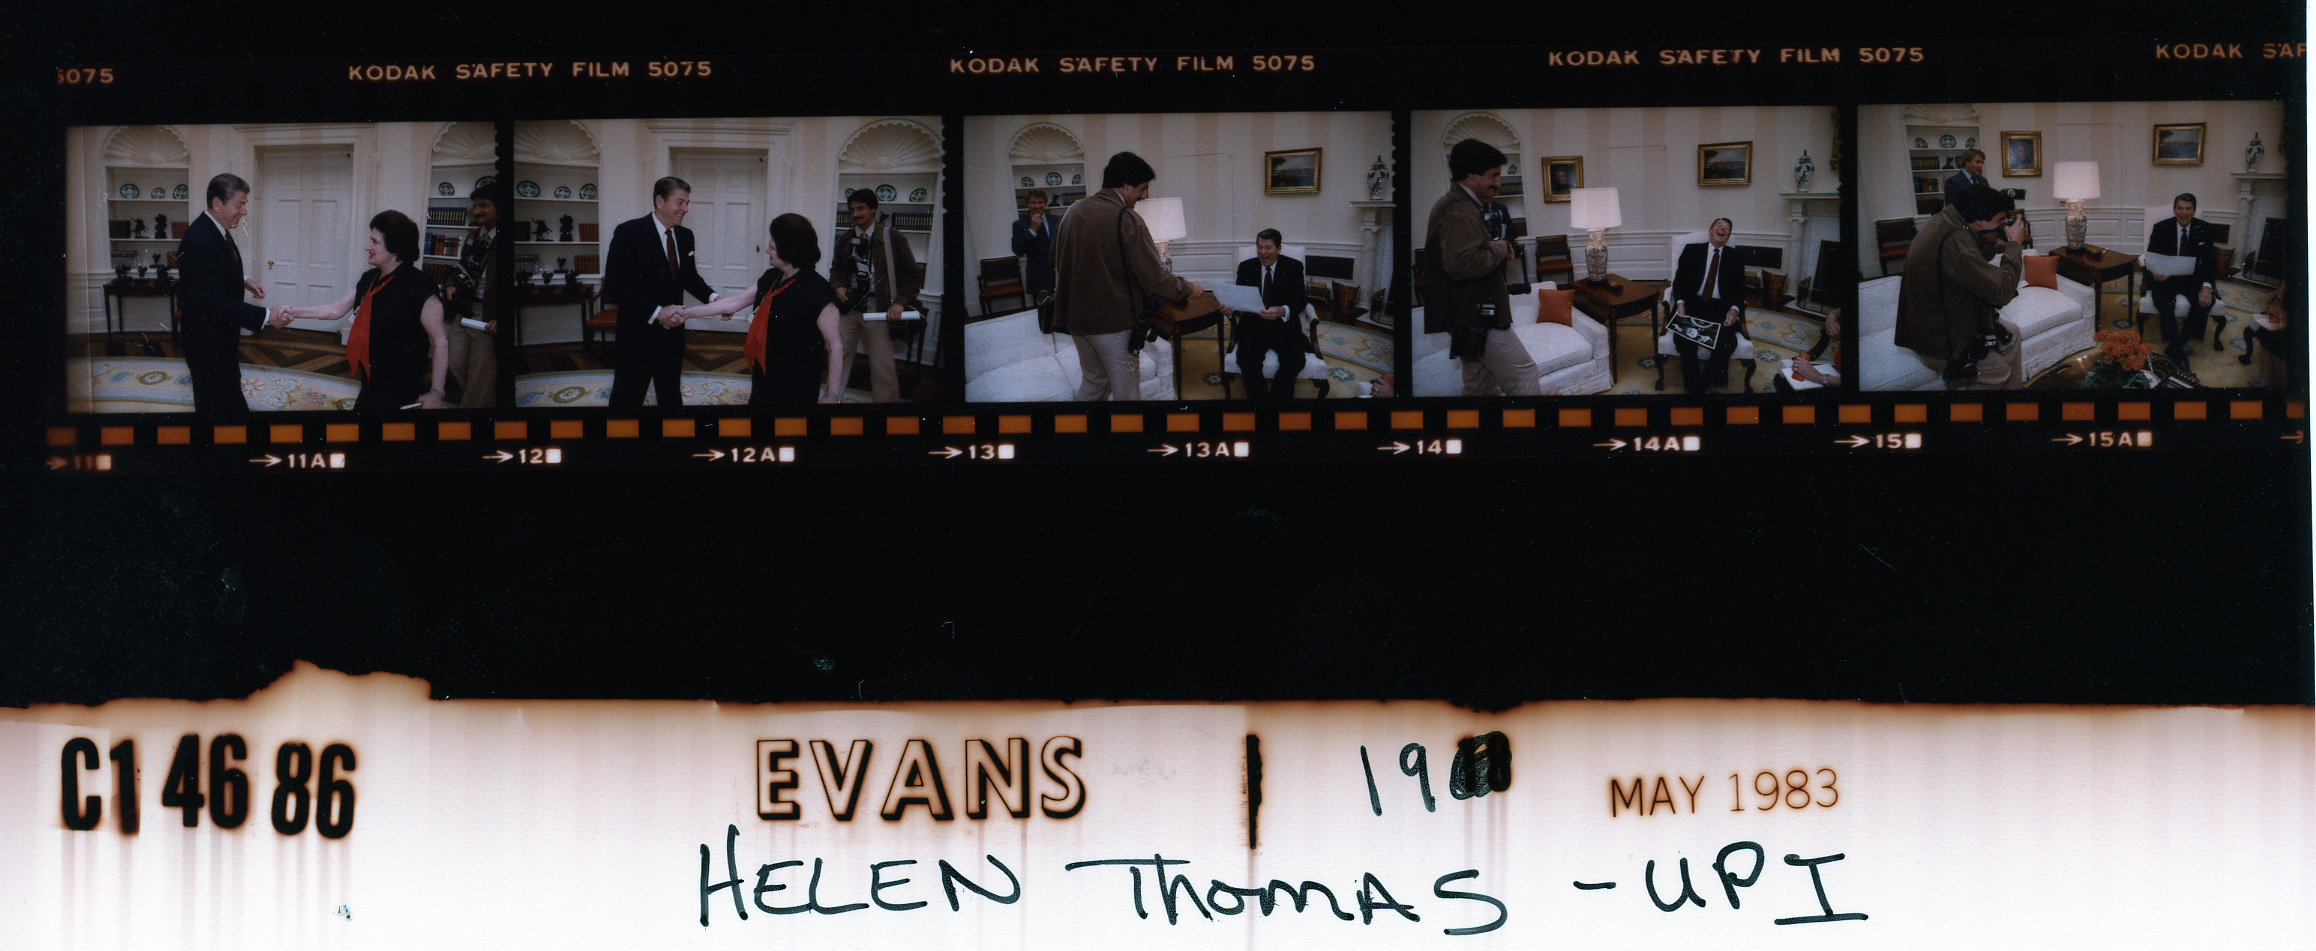 5075 KODAK SAFETY FILM 5075 KODAK SAFETY FILM 5075 KODAK SAFETY FILM 5075 KODAK SAF
→11 →11A →12 →12A →13 →13A →14 →14A →15 →15A
C1 46 86 EVANS 19 MAY 1983
HELEN ThomAS - UPI